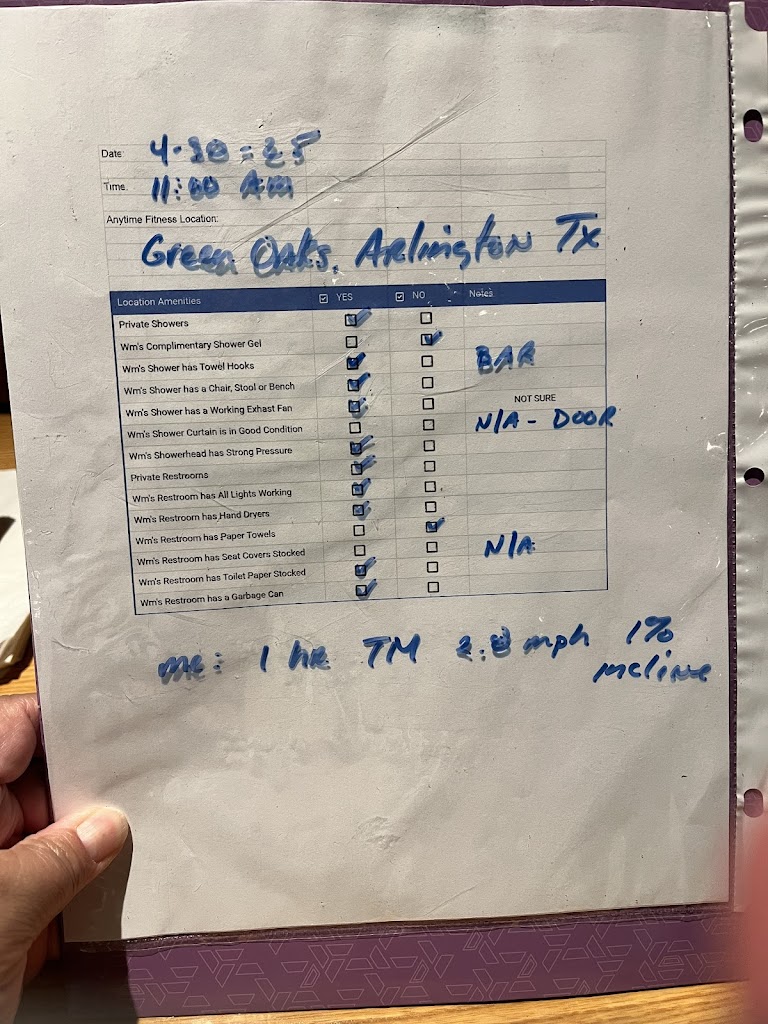 Date: 4-30-25
Time: 11:00 AM
Anytime Fitness Location:
Green Oaks, Arlington TX
Location Amenities YES NO Notes
Private Showers
Wm's Complimentary Shower Gel
Wm's Shower has Towel Hooks BAR
Wm's Shower has a Chair, Stool or Bench
Wm's Shower has a Working Exhast Fan NOT SURE
Wm's Shower Curtain is in Good Condition N/A - DOOR
Wm's Showerhead has Strong Pressure
Private Restrooms
Wm's Restroom has All Lights Working
Wm's Restroom has Hand Dryers
Wm's Restroom has Paper Towels
Wm's Restroom has Seat Covers Stocked N/A
Wm's Restroom has Toilet Paper Stocked
Wm's Restroom has a Garbage Can
me: 1 hr TM 2.8 mph 1%
incline